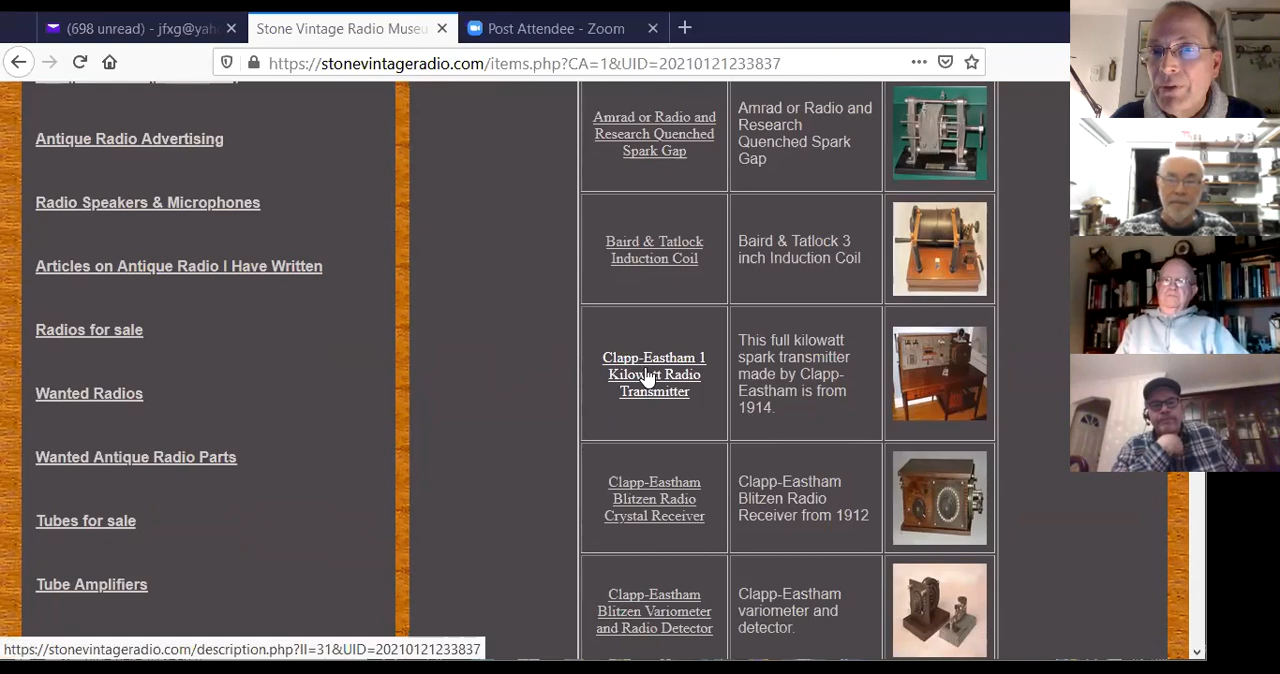 (698 unread) - jfxg@yah
Stone Vintage Radio Museu
Post Attendee - Zoom
https://stonevintageradio.com/items.php?CA=1&UID=20210121233837
Antique Radio Advertising
Radio Speakers & Microphones
Articles on Antique Radio I Have Written
Radios for sale
Wanted Radios
Wanted Antique Radio Parts
Tubes for sale
Tube Amplifiers
Amrad or Radio and
Research Quenched
Spark Gap
Amrad or Radio and
Research
Quenched Spark
Gap
Baird & Tatlock
Induction Coil
Baird & Tatlock 3
inch Induction Coil
Clapp-Eastham 1
Kilowatt Radio
Transmitter
This full kilowatt
spark transmitter
made by Clapp-
Eastham is from
1914.
Clapp-Eastham
Blitzen Radio
Crystal Receiver
Clapp-Eastham
Blitzen Radio
Receiver from 1912
Clapp-Eastham
Blitzen Variometer
and Radio Detector
Clapp-Eastham
variometer and
detector.
https://stonevintageradio.com/description.php?II=31&UID=20210121233837